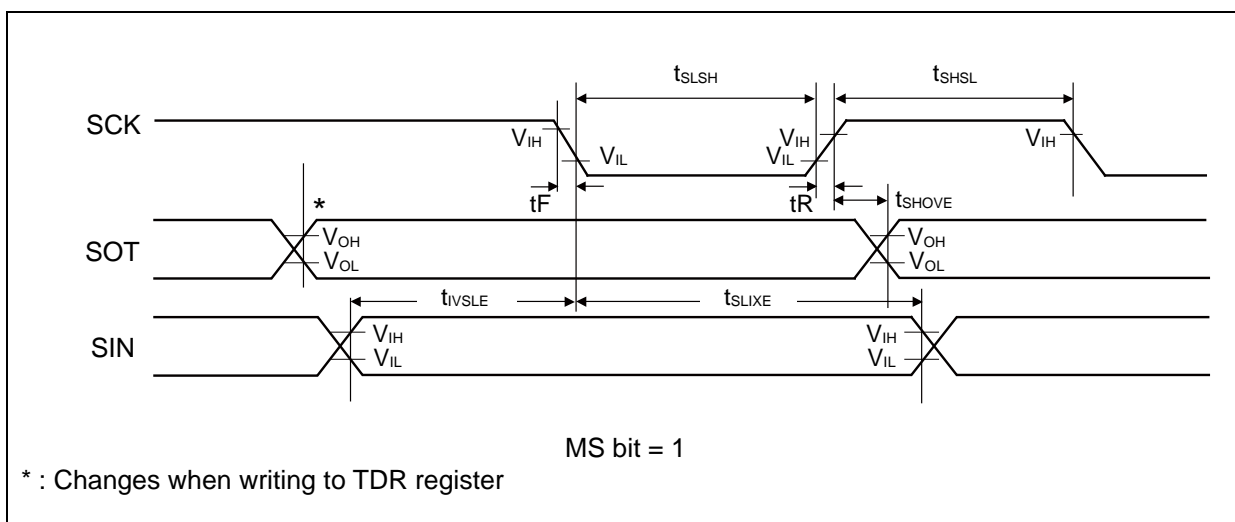 tSLSH tSHSL
SCK VIH VIL VIH VIL VIH
tF tR tSHOVE
*
SOT VOH VOL VOH VOL
tIVSLE tSLIXE
SIN VIH VIL VIH VIL
MS bit = 1
* : Changes when writing to TDR register